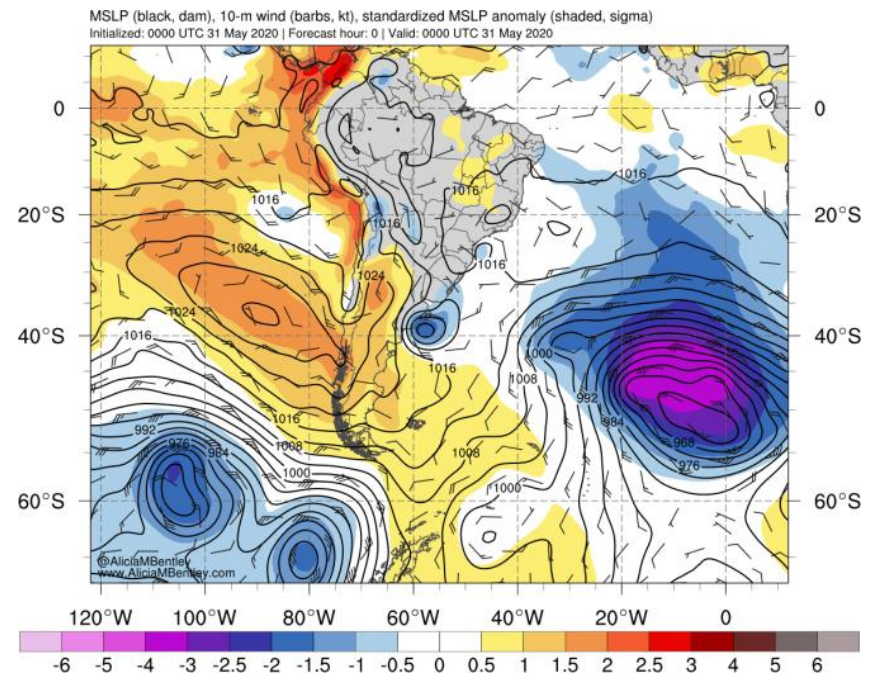 MSLP (black, dam), 10-m wind (barbs, kt), standardized MSLP anomaly (shaded, sigma)
Initialized: 0000 UTC 31 May 2020 | Forecast hour: 0 | Valid: 0000 UTC 31 May 2020
0 0
1016
1016
1016
20°S 20°S
1016
1024
1016
1024
1024
40°S 1016 40°S
1000
1016
1008
992
1016
984
992
976
984
1008
1008
968
976
1000
1000
60°S 60°S
@AliciaMBentley
www.AliciaMBentley.com
120°W 100°W 80°W 60°W 40°W 20°W 0
-6 -5 -4 -3 -2.5 -2 -1.5 -1 -0.5 0 0.5 1 1.5 2 2.5 3 4 5 6